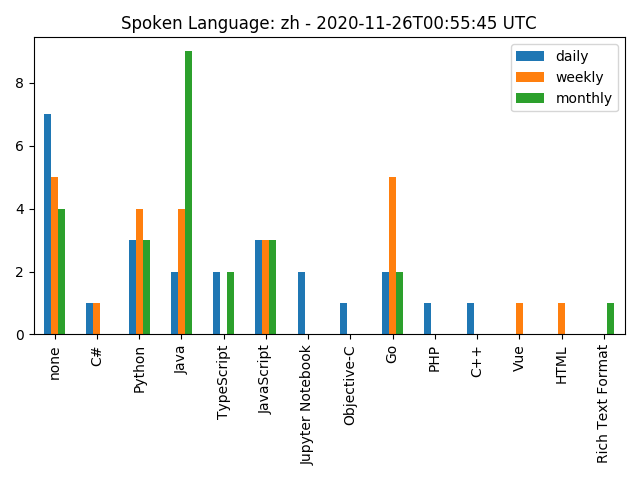 Spoken Language: zh - 2020-11-26T00:55:45 UTC
daily
weekly
monthly
8
6
4
2
0
none
C#
Python
Java
TypeScript
JavaScript
Jupyter Notebook
Objective-C
Go
PHP
C++
Vue
HTML
Rich Text Format